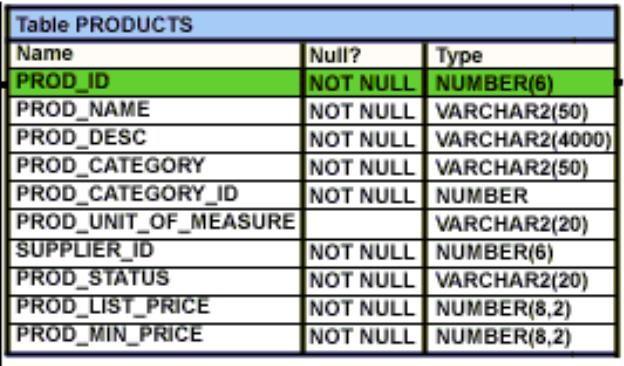 Table PRODUCTS
Name Null? Type
PROD_ID NOT NULL NUMBER(6)
PROD_NAME NOT NULL VARCHAR2(50)
PROD_DESC NOT NULL VARCHAR2(4000)
PROD_CATEGORY NOT NULL VARCHAR2(50)
PROD_CATEGORY_ID NOT NULL NUMBER
PROD_UNIT_OF_MEASURE VARCHAR2(20)
SUPPLIER_ID NOT NULL NUMBER(6)
PROD_STATUS NOT NULL VARCHAR2(20)
PROD_LIST_PRICE NOT NULL NUMBER(8,2)
PROD_MIN_PRICE NOT NULL NUMBER(8,2)